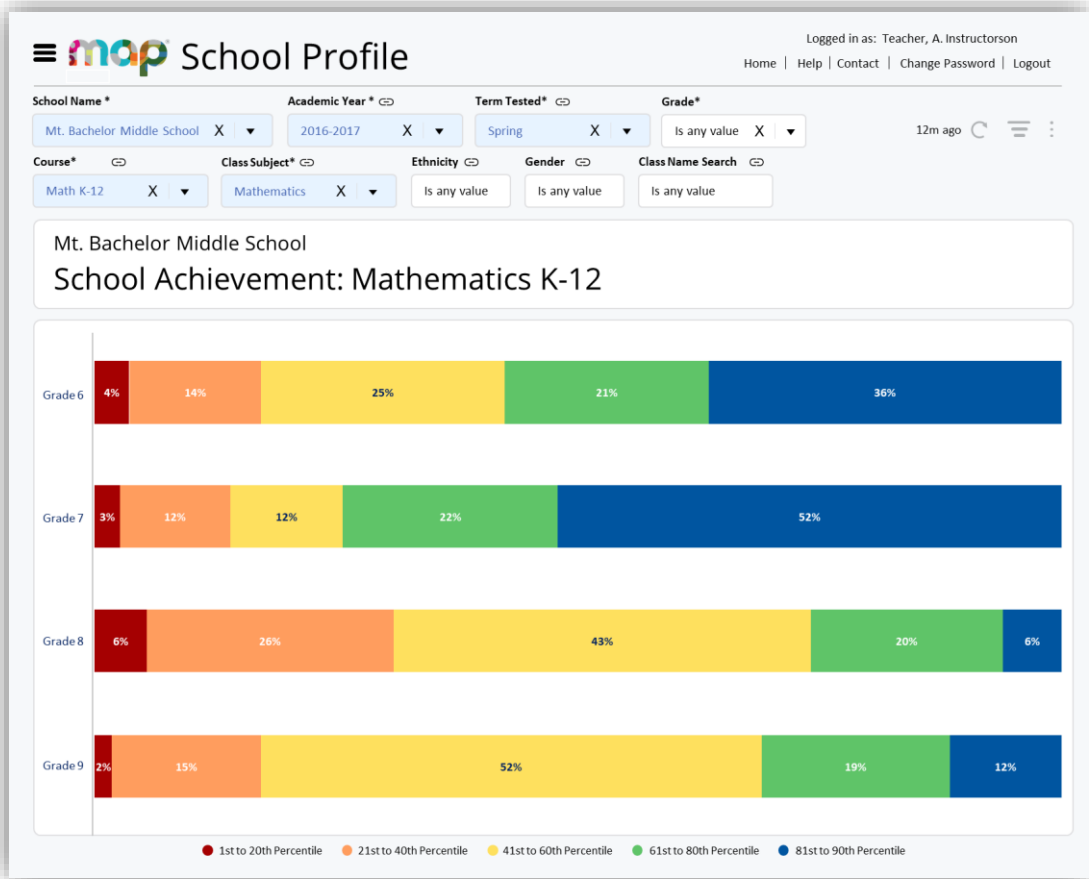 Logged in as: Teacher, A. Instructorson
map School Profile
Home | Help | Contact | Change Password | Logout
School Name * Academic Year * Term Tested* Grade*
Mt. Bachelor Middle School X 2016-2017 X Spring X Is any value X 12m ago
Course* Class Subject* Ethnicity Gender Class Name Search
Math K-12 X Mathematics X Is any value Is any value Is any value
Mt. Bachelor Middle School
School Achievement: Mathematics K-12
Grade 6 4% 14% 25% 21% 36%
Grade 7 3% 12% 12% 22% 52%
Grade 8 6% 26% 43% 20% 6%
Grade 9 2% 15% 52% 19% 12%
1st to 20th Percentile 21st to 40th Percentile 41st to 60th Percentile 61st to 80th Percentile 81st to 90th Percentile